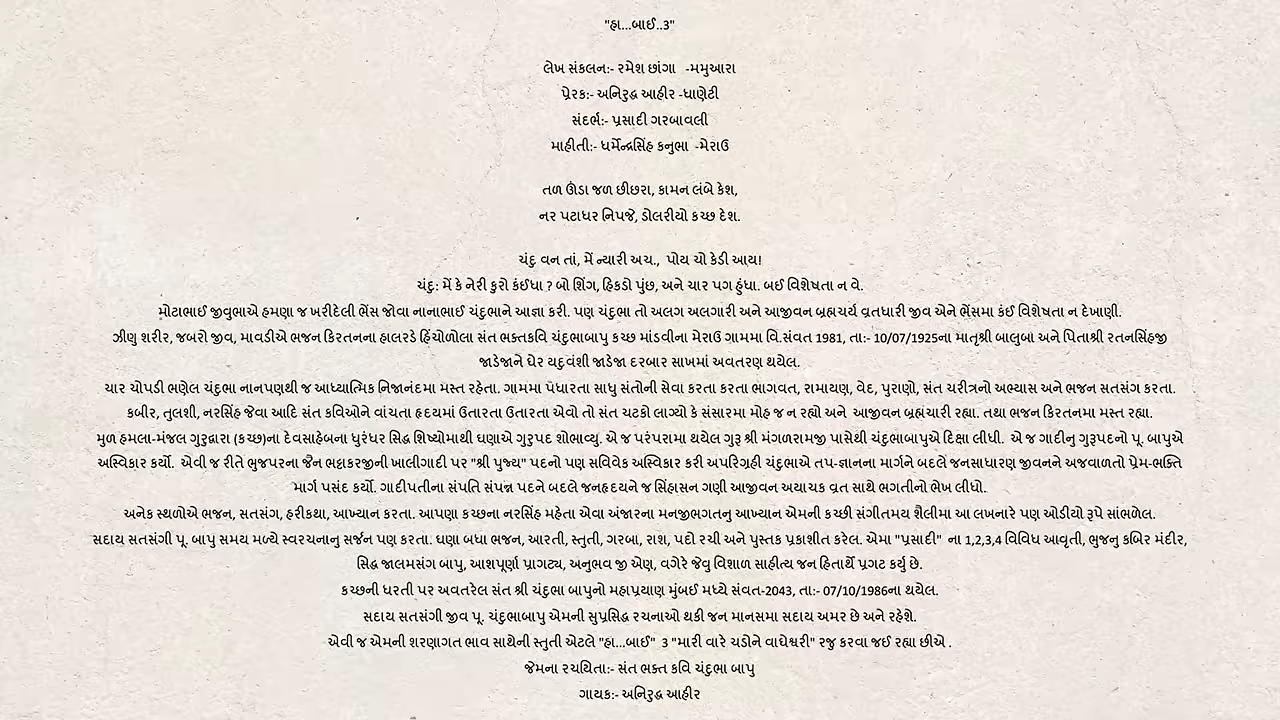 "હા...બાઈ..૩"
લેખ સંકલન:- રમેશ છાંગા -મમુઆરા
પ્રેરક:- અનિરુદ્ધ આહીર -ધાણેટી
સંદર્ભ:- પ્રસાદી ગરબાવલી
માહીતી:- ધર્મેન્દ્રસિંહ કનુભા -મેરાઉ
તળ ઊંડા જળ છીછરા, કામન લંબે કેશ,
નર પટાધર નિપજે, ડોલરીયો કચ્છ દેશ.
ચંદુ વન તાં, મેં ન્યારી અચ., પોય ચો કેડી આય!
ચંદુ: મેં કે નેરી કુરો કંઈધા ? બો શિંગ, હિકડો પુંછ, અને ચાર પગ હુંધા. બઈ વિશેષતા ન વે.
મોટાભાઈ જીવુભાએ હમણા જ ખરીદેલી ભેંસ જોવા નાનાભાઈ ચંદુભાને આજ્ઞા કરી. પણ ચંદુભા તો અલગ અલગારી અને આજીવન બ્રહ્મચર્ય વ્રતધારી જીવ એને ભેંસમા કંઈ વિશેષતા ન દેખાણી.
ઝીણુ શરીર, જબરો જીવ, માવડીએ ભજન કિરતનના હાલરડે હિંચોળોલા સંત ભક્તકવિ ચંદુભાબાપુ કચ્છ માંડવીના મેરાઉ ગામમા વિ.સંવત 1981, તા:- 10/07/1925ના માતૃશ્રી બાલુબા અને પિતાશ્રી રતનસિંહજી
જાડેજાને ઘેર યદુવંશી જાડેજા દરબાર સાખમાં અવતરણ થયેલ.
ચાર ચોપડી ભણેલ ચંદુભા નાનપણથી જ આધ્યાત્મિક નિજાનંદમા મસ્ત રહેતા. ગામમા પધારતા સાધુ સંતોની સેવા કરતા કરતા ભાગવત, રામાયણ, વેદ, પુરાણો, સંત ચરીત્રનો અભ્યાસ અને ભજન સતસંગ કરતા.
કબીર, તુલશી, નરસિંહ જેવા આદિ સંત કવિઓને વાંચતા હૃદયમાં ઉતારતા ઉતારતા એવો તો સંત ચટકો લાગ્યો કે સંસારમા મોહ જ ન રહ્યો અને આજીવન બ્રહ્મચારી રહ્યા. તથા ભજન કિરતનમા મસ્ત રહ્યા.
મુળ હમલા-મંજલ ગુરુદ્વારા (કચ્છ)ના દેવસાહેબના ધુરંધર સિદ્ધ શિષ્યોમાથી ઘણાએ ગુરુપદ શોભાવ્યુ. એ જ પરંપરામા થયેલ ગુરૂ શ્રી મંગળરામજી પાસેથી ચંદુભાબાપુએ દિક્ષા લીધી. એ જ ગાદીનુ ગુરૂપદનો પૂ. બાપુએ
અસ્વિકાર કર્યો. એવી જ રીતે ભુજપરના જૈન ભટ્ટાકરજીની ખાલીગાદી પર "શ્રી પુજ્ય" પદનો પણ સવિવેક અસ્વિકાર કરી અપરિગ્રહી ચંદુભાએ તપ-જ્ઞાનના માર્ગને બદલે જનસાધારણ જીવનને અજવાળતો પ્રેમ-ભક્તિ
માર્ગ પસંદ કર્યો. ગાદીપતીના સંપતિ સંપન્ન પદને બદલે જનહૃદયને જ સિંહાસન ગણી આજીવન અયાચક વ્રત સાથે ભગતીનો ભેખ લીધો.
અનેક સ્થળોએ ભજન, સતસંગ, હરીકથા, આખ્યાન કરતા. આપણા કચ્છના નરસિંહ મહેતા એવા અંજારના મનજીભગતનુ આખ્યાન એમની કચ્છી સંગીતમય શૈલીમા આ લખનારે પણ ઓડીયો રૂપે સાંભળેલ.
સદાય સતસંગી પૂ. બાપુ સમય મળ્યે સ્વરચનાનુ સર્જન પણ કરતા. ઘણા બધા ભજન, આરતી, સ્તુતી, ગરબા, રાશ, પદો રચી અને પુસ્તક પ્રકાશીત કરેલ. એમા "પ્રસાદી" ના 1,2,3,4 વિવિધ આવૃતી, ભુજનુ કબિર મંદીર,
સિદ્ધ જાલમસંગ બાપુ, આશપૂર્ણા પ્રાગટ્ય, અનુભવ જી એણ, વગેરે જેવુ વિશાળ સાહીત્ય જન હિતાર્થે પ્રગટ કર્યુ છે.
કચ્છની ધરતી પર અવતરેલ સંત શ્રી ચંદુભા બાપુનો મહાપ્રયાણ મુંબઈ મધ્યે સંવત-2043, તા:- 07/10/1986ના થયેલ.
સદાય સતસંગી જીવ પૂ. ચંદુભાબાપુ એમની સુપ્રસિદ્ધ રચનાઓ થકી જન માનસમા સદાય અમર છે અને રહેશે.
એવી જ એમની શરણાગત ભાવ સાથેની સ્તુતી એટલે "હા...બાઈ" ૩ "મારી વારે ચડોને વાઘેશ્વરી" રજુ કરવા જઈ રહ્યા છીએ .
જેમના રચયિતા:- સંત ભક્ત કવિ ચંદુભા બાપુ
ગાયક:- અનિરુદ્ધ આહીર